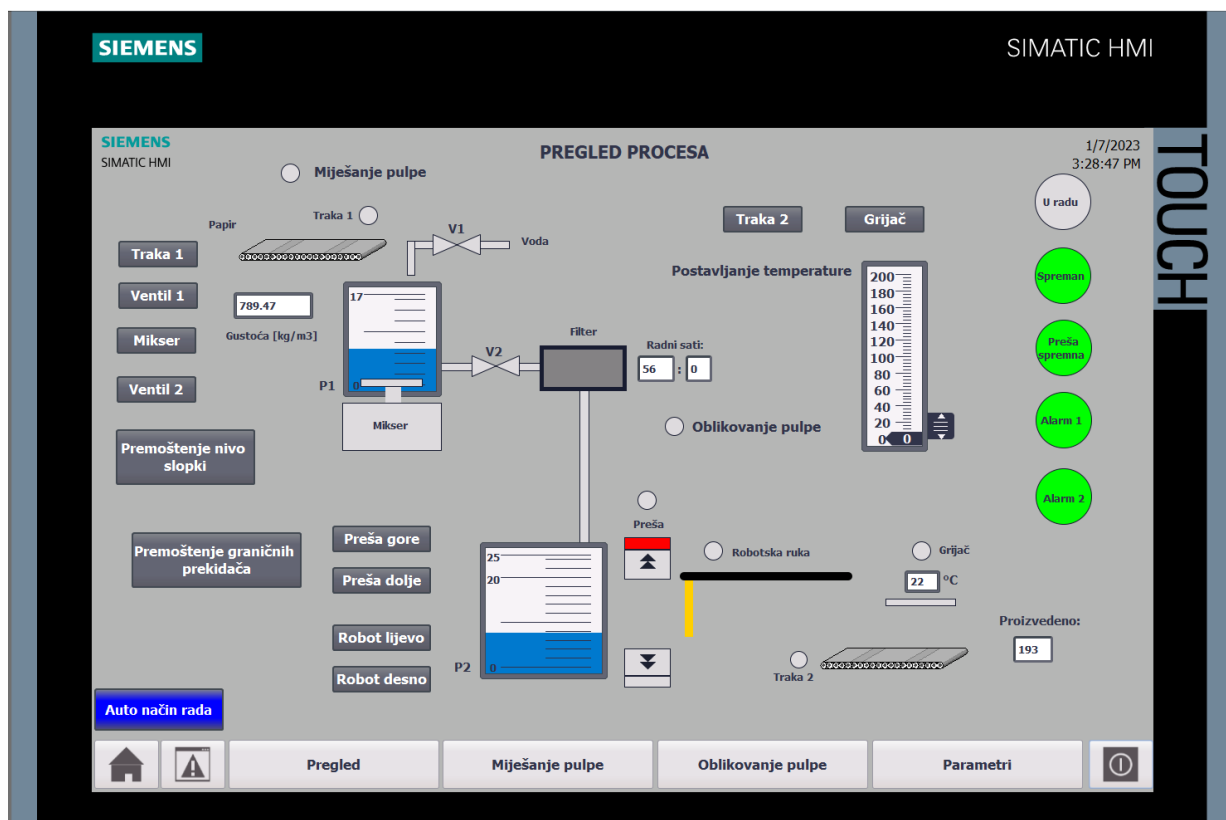 SIEMENS
SIMATIC HMI
TOUCH
SIEMENS
SIMATIC HMI
PREGLED PROCESA
1/7/2023
3:28:47 PM
Miješanje pulpe
U radu
Papir
Traka 1
V1
Voda
Traka 2
Grijač
Traka 1
Ventil 1
Mikser
Ventil 2
789.47
Gustoća [kg/m3]
17
0
P1
Mikser
V2
Filter
Radni sati:
56 : 0
Postavljanje temperature
200
180
160
140
120
100
80
60
40
20
0 0
Spreman
Preša
spremna
Alarm 1
Alarm 2
Oblikovanje pulpe
Premoštenje nivo
slopki
Premoštenje graničnih
prekidača
Preša gore
Preša dolje
Robot lijevo
Robot desno
25
20
0
P2
Preša
Robotska ruka
Grijač
22 °C
Traka 2
Proizvedeno:
193
Auto način rada
Pregled
Miješanje pulpe
Oblikovanje pulpe
Parametri